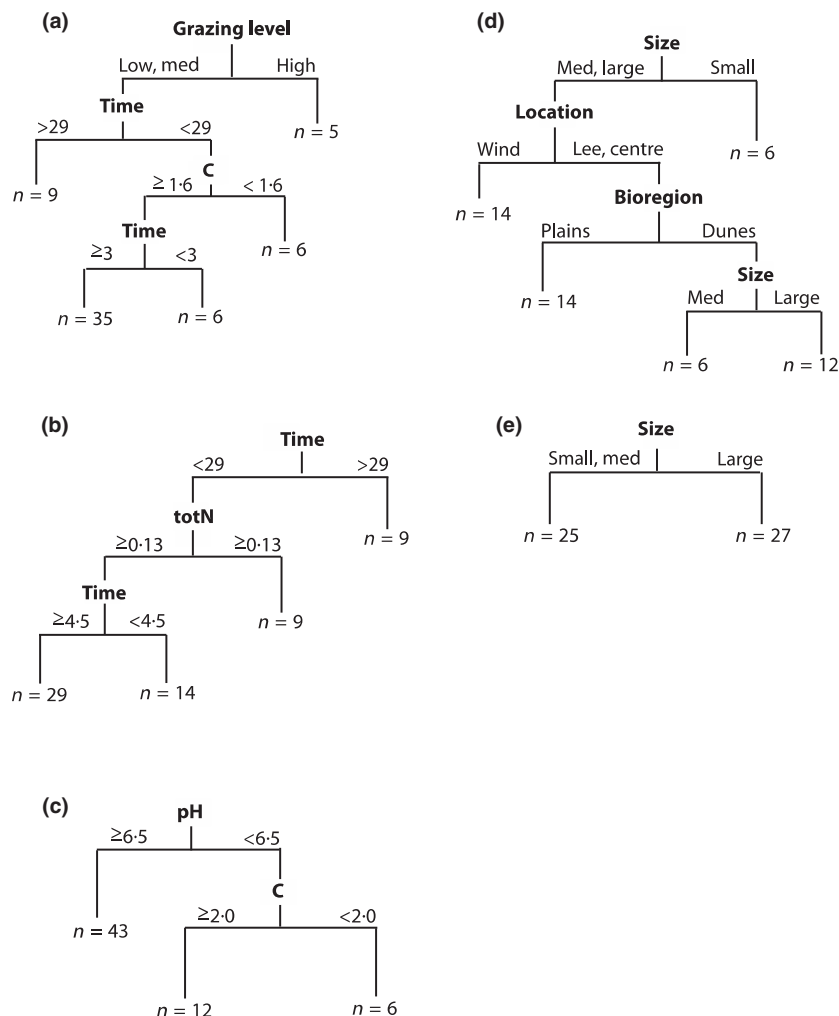 (a)
Grazing level
Low, med High
Time
n = 5
>29 <29
C
n = 9
≥ 1·6 < 1·6
Time
n = 6
≥3 <3
n = 35 n = 6
(b)
Time
<29 >29
totN
n = 9
≥0·13 ≥0·13
Time
n = 9
≥4·5 <4·5
n = 29 n = 14
(c)
pH
≥6·5 <6·5
C
n = 43
≥2·0 <2·0
n = 12 n = 6
(d)
Size
Med, large Small
Location
n = 6
Wind Lee, centre
Bioregion
n = 14
Plains Dunes
Size
n = 14
Med Large
n = 6 n = 12
(e)
Size
Small, med Large
n = 25 n = 27